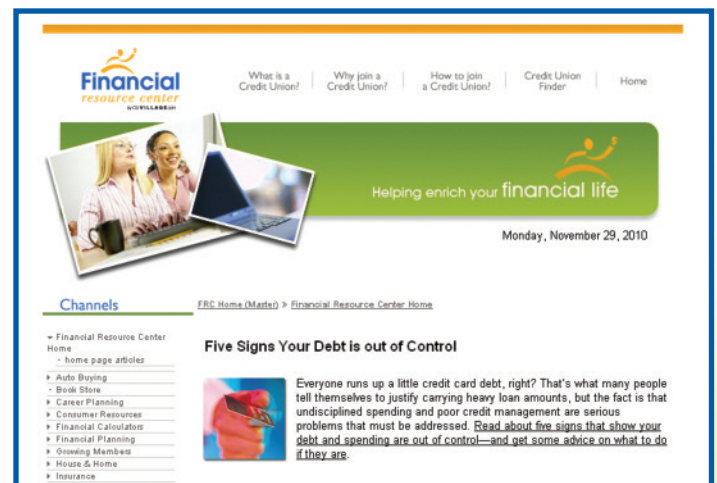 Financial
resource center
by CUVILLAGE.com
What is a
Credit Union?
Why join a
Credit Union?
How to join
a Credit Union?
Credit Union
Finder
Home
Helping enrich your financial life
Monday, November 29, 2010
Channels
FRC Home (Master) > Financial Resource Center Home
Financial Resource Center
Home
- home page articles
Auto Buying
- Book Store
Career Planning
Consumer Resources
Financial Calculators
Financial Planning
Growing Members
House & Home
Insurance
Five Signs Your Debt is out of Control
Everyone runs up a little credit card debt, right? That's what many people
tell themselves to justify carrying heavy loan amounts, but the fact is that
undisciplined spending and poor credit management are serious
problems that must be addressed. Read about five signs that show your
debt and spending are out of control—and get some advice on what to do
if they are.